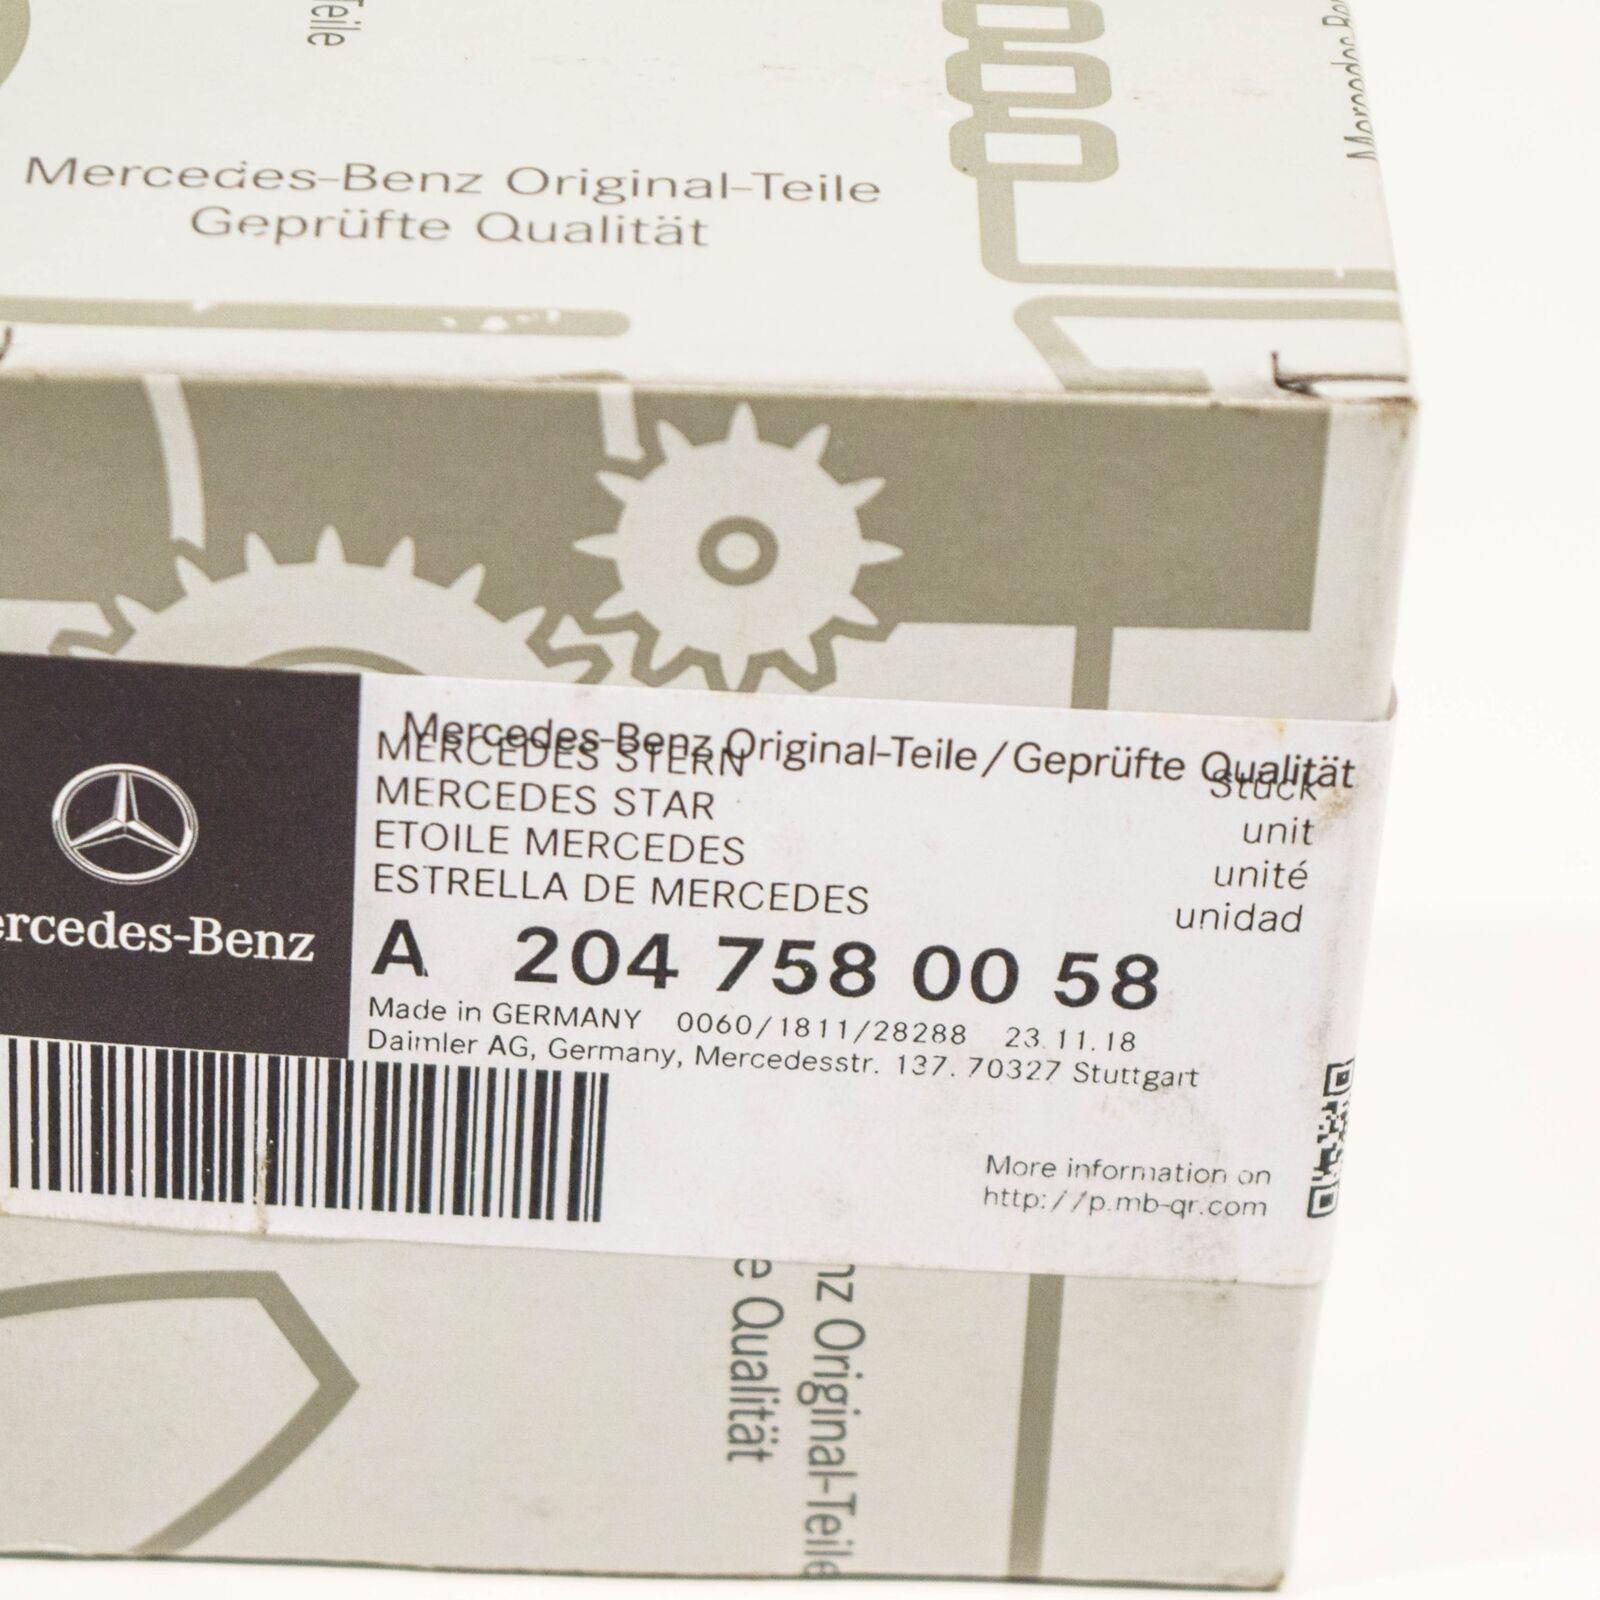 Teile
Mercedes-Benz
Mercedes-Benz Original-Teile
Geprüfte Qualität
Mercedes-Benz Original-Teile / Geprüfte Qualität
MERCEDES STERN
Stück
MERCEDES STAR
unit
ETOILE MERCEDES
unité
ESTRELLA DE MERCEDES
unidad
ercedes-Benz
A 204 758 00 58
Made in GERMANY 0060/1811/28288 23.11.18
Daimler AG, Germany, Mercedesstr. 137. 70327 Stuttgart
More information on
http://p.mb-qr.com
nz Original-Teile
e Qualität